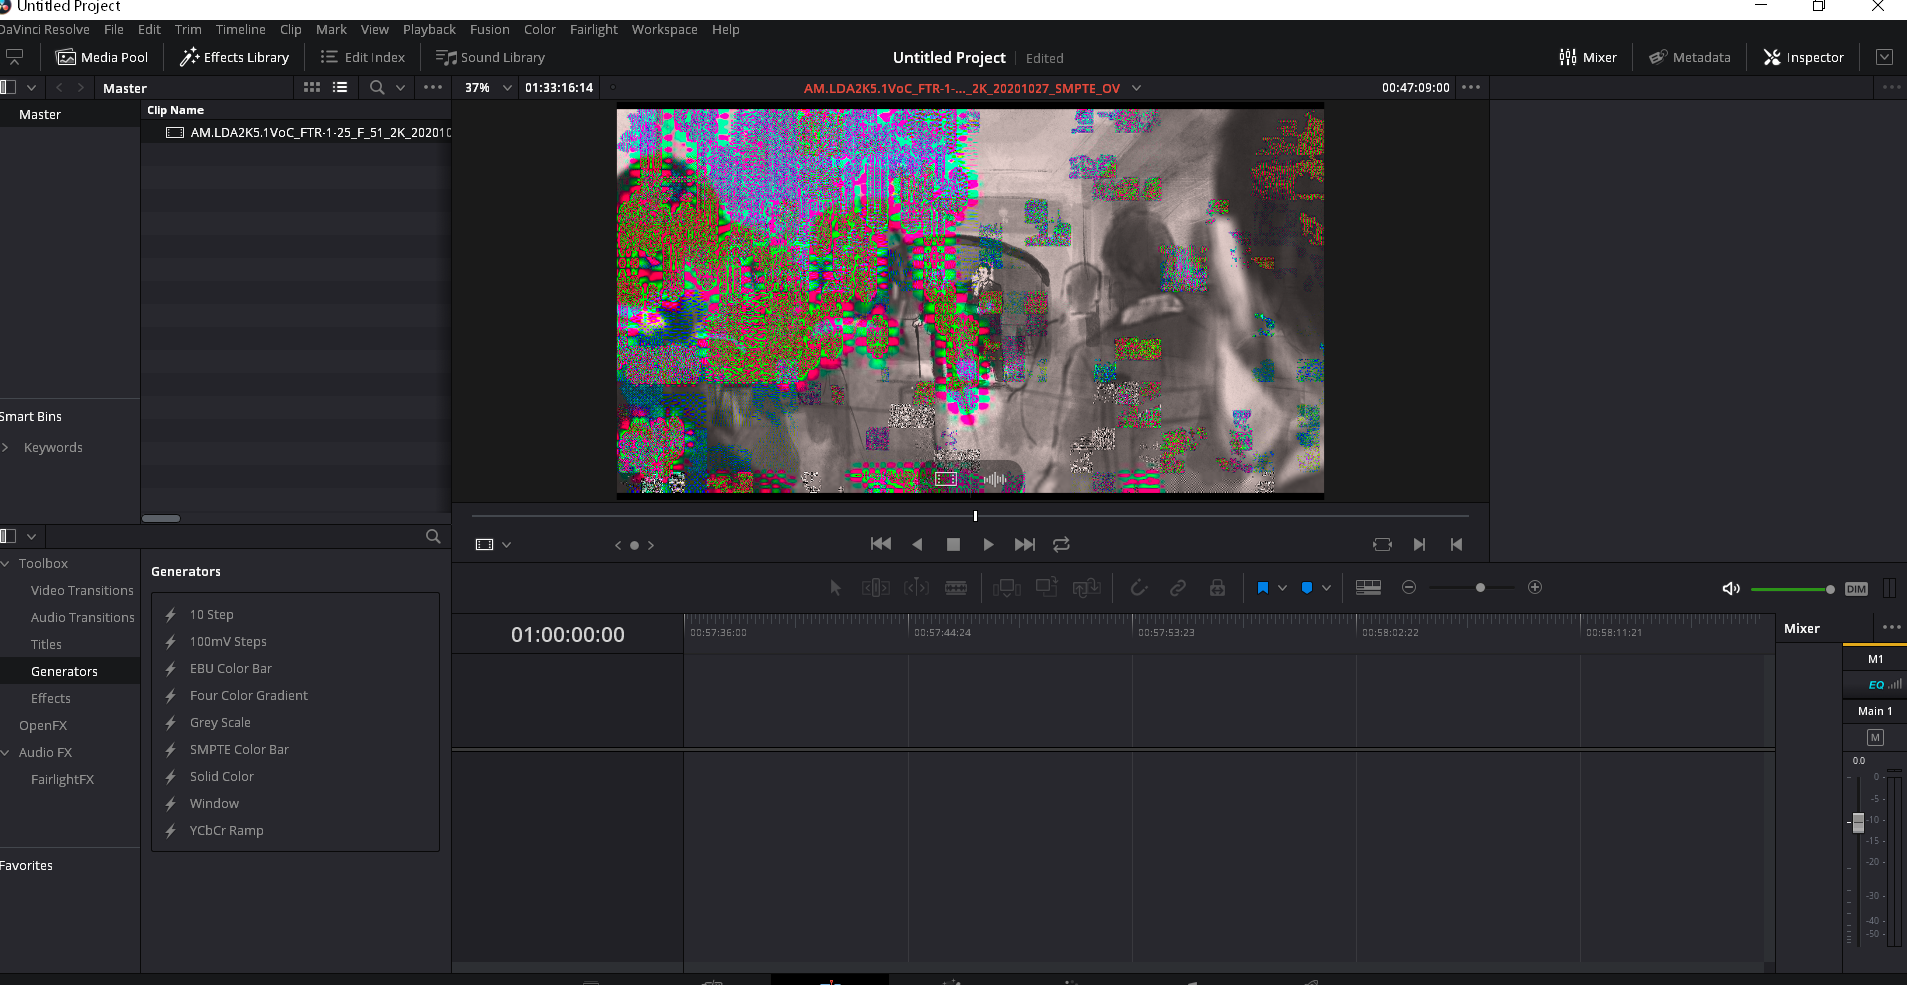 Untitled Project
DaVinci Resolve File Edit Trim Timeline Clip Mark View Playback Fusion Color Fairlight Workspace Help
Media Pool Effects Library Edit Index Sound Library Untitled Project Edited Mixer Metadata Inspector
Master 37% 01:33:16:14 AM.LDA2K5.1VoC_FTR-1-..._2K_20201027_SMPTE_OV 00:47:09:00
Master
Clip Name
AM.LDA2K5.1VoC_FTR-1-25_F_51_2K_202010
Smart Bins
Keywords
Toolbox
Video Transitions
Audio Transitions
Titles
Generators
Effects
OpenFX
Audio FX
FairlightFX
Favorites
Generators
10 Step
100mV Steps
EBU Color Bar
Four Color Gradient
Grey Scale
SMPTE Color Bar
Solid Color
Window
YCbCr Ramp
DIM
01:00:00:00
00:57:36:00 00:57:44:24 00:57:53:23 00:58:02:22 00:58:11:21
Mixer
M1
EQ
Main 1
M
0.0
0
-5
-10
-15
-20
-30
-40
-50